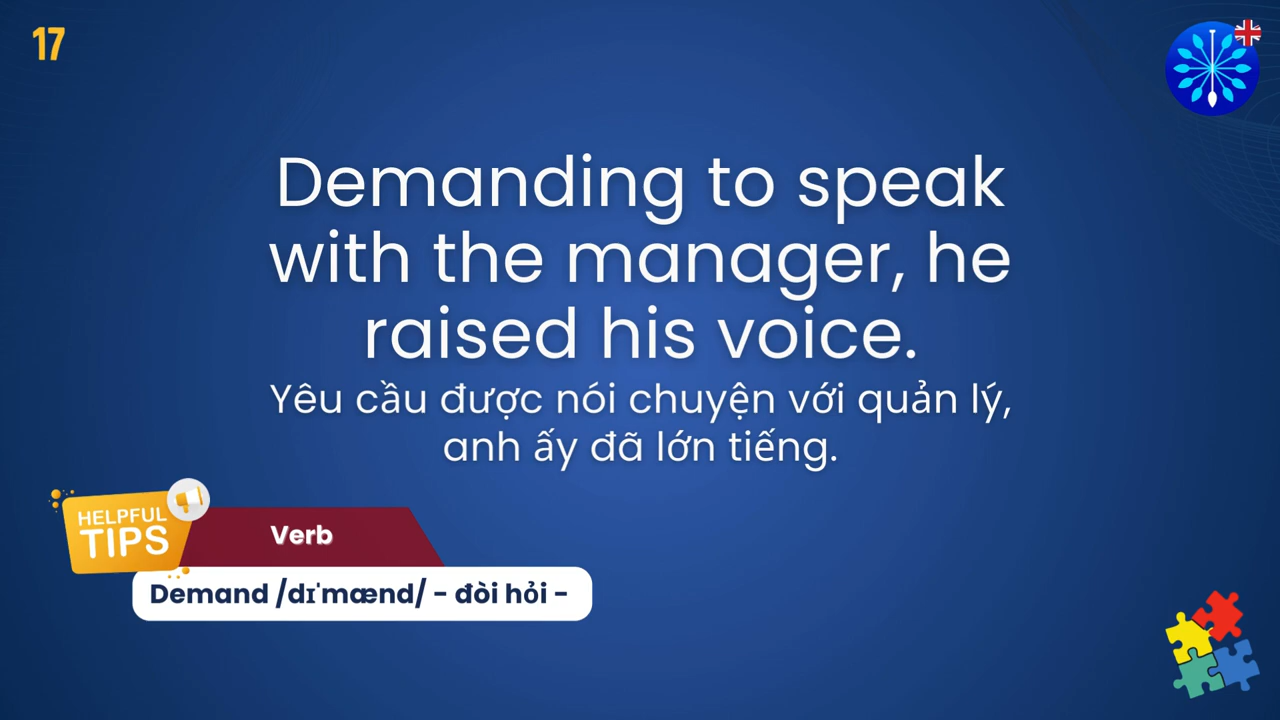 17
Demanding to speak
with the manager, he
raised his voice.
Yêu cầu được nói chuyện với quản lý,
anh ấy đã lớn tiếng.
HELPFUL
TIPS
Verb
Demand /dɪˈmænd/ - đòi hỏi -